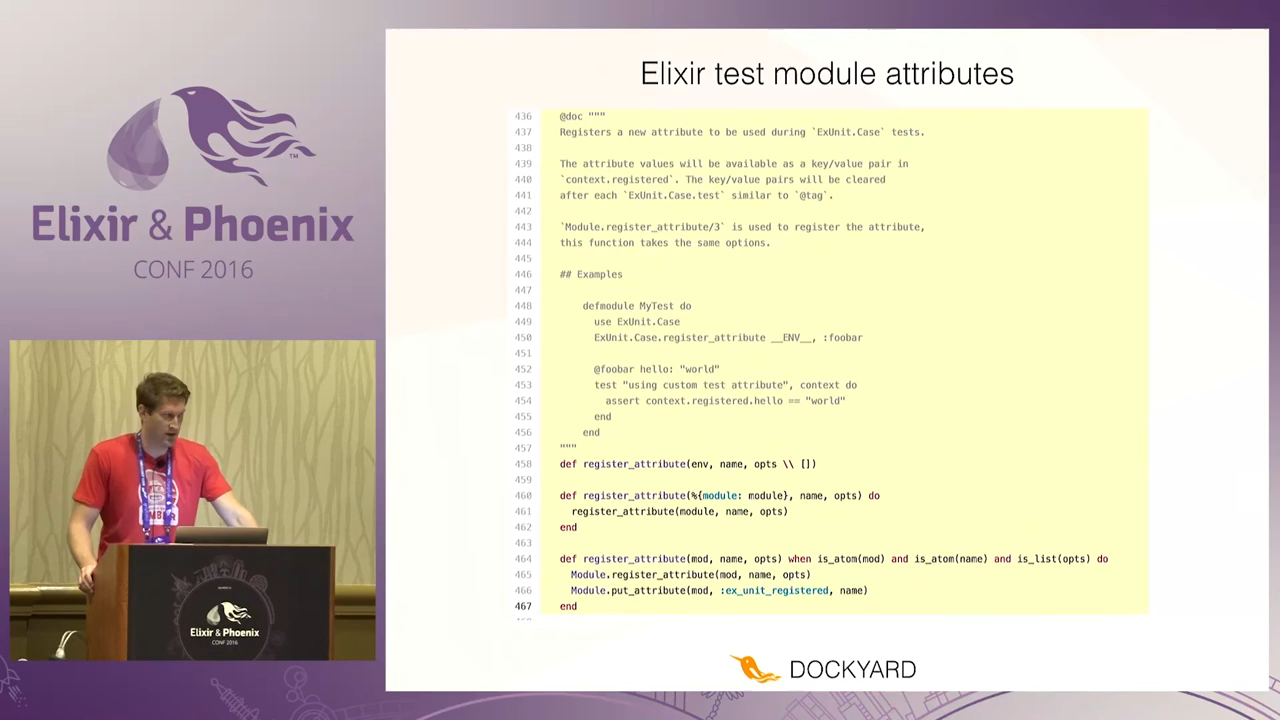 Elixir & Phoenix
CONF 2016
TM
Elixir test module attributes
436 @doc """
437 Registers a new attribute to be used during `ExUnit.Case` tests.
438
439 The attribute values will be available as a key/value pair in
440 `context.registered`. The key/value pairs will be cleared
441 after each `ExUnit.Case.test` similar to `@tag`.
442
443 `Module.register_attribute/3` is used to register the attribute,
444 this function takes the same options.
445
446 ## Examples
447
448 defmodule MyTest do
449 use ExUnit.Case
450 ExUnit.Case.register_attribute __ENV__, :foobar
451
452 @foobar hello: "world"
453 test "using custom test attribute", context do
454 assert context.registered.hello == "world"
455 end
456 end
457 """
458 def register_attribute(env, name, opts \\ [])
459
460 def register_attribute(%{module: module}, name, opts) do
461 register_attribute(module, name, opts)
462 end
463
464 def register_attribute(mod, name, opts) when is_atom(mod) and is_atom(name) and is_list(opts) do
465 Module.register_attribute(mod, name, opts)
466 Module.put_attribute(mod, :ex_unit_registered, name)
467 end
DOCKYARD
Elixir & Phoenix
CONF 2016